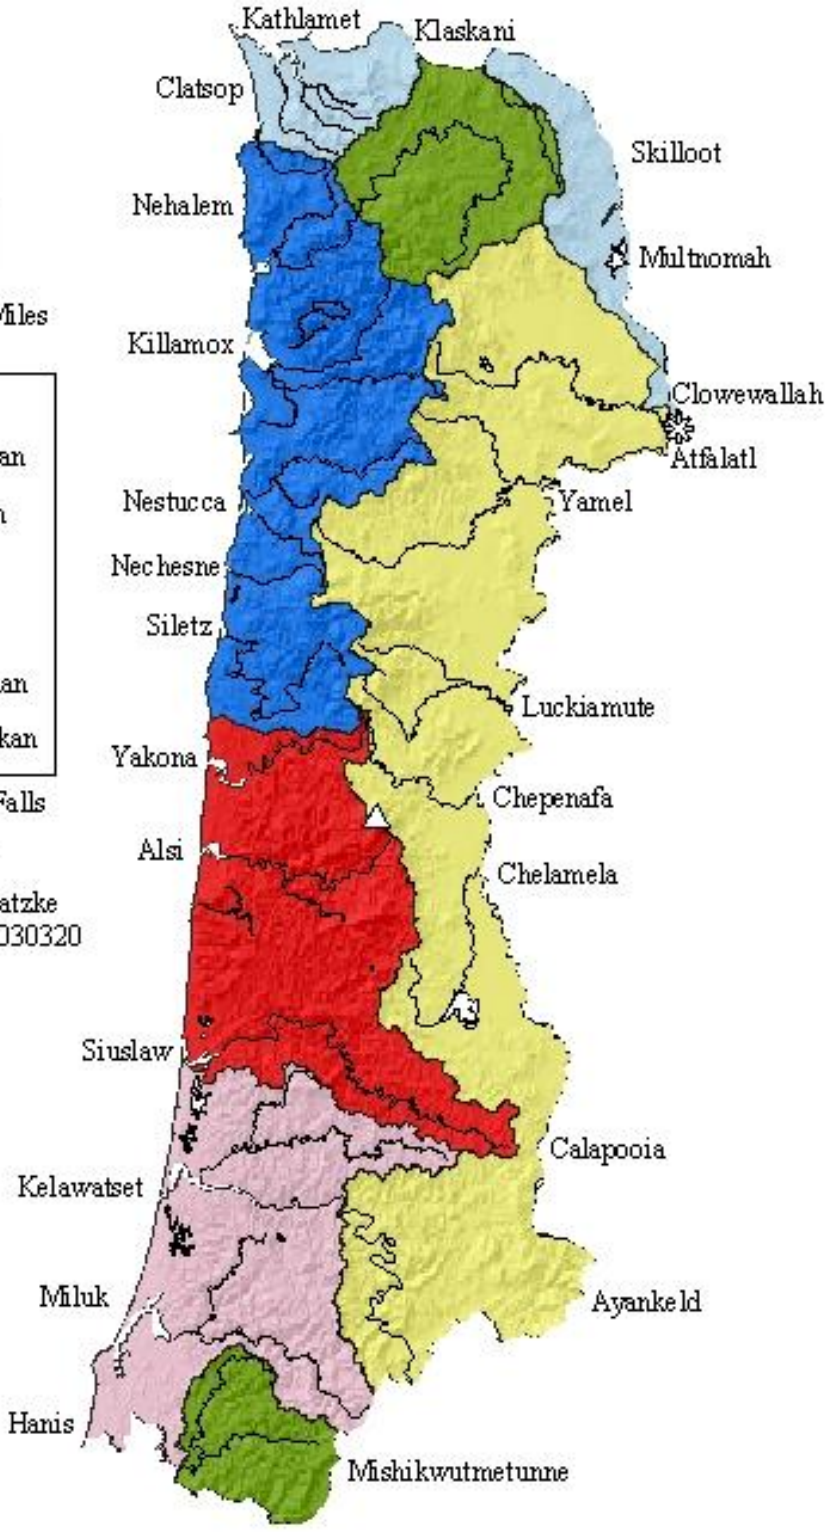 Kathlamet
Klaskani
Clatsop
Skilloot
Nehalem
Multnomah
Miles
Killamox
Clowewallah
an
Atfalatl
Nestucca
Yamel
n
Nechesne
Siletz
an
Luckiamute
kan
Yakona
Falls
Chepenafa
Alsi
Chelamela
atzke
030320
Siuslaw
Calapooia
Kelawatset
Miluk
Ayankeld
Hanis
Mishikwutmetunne